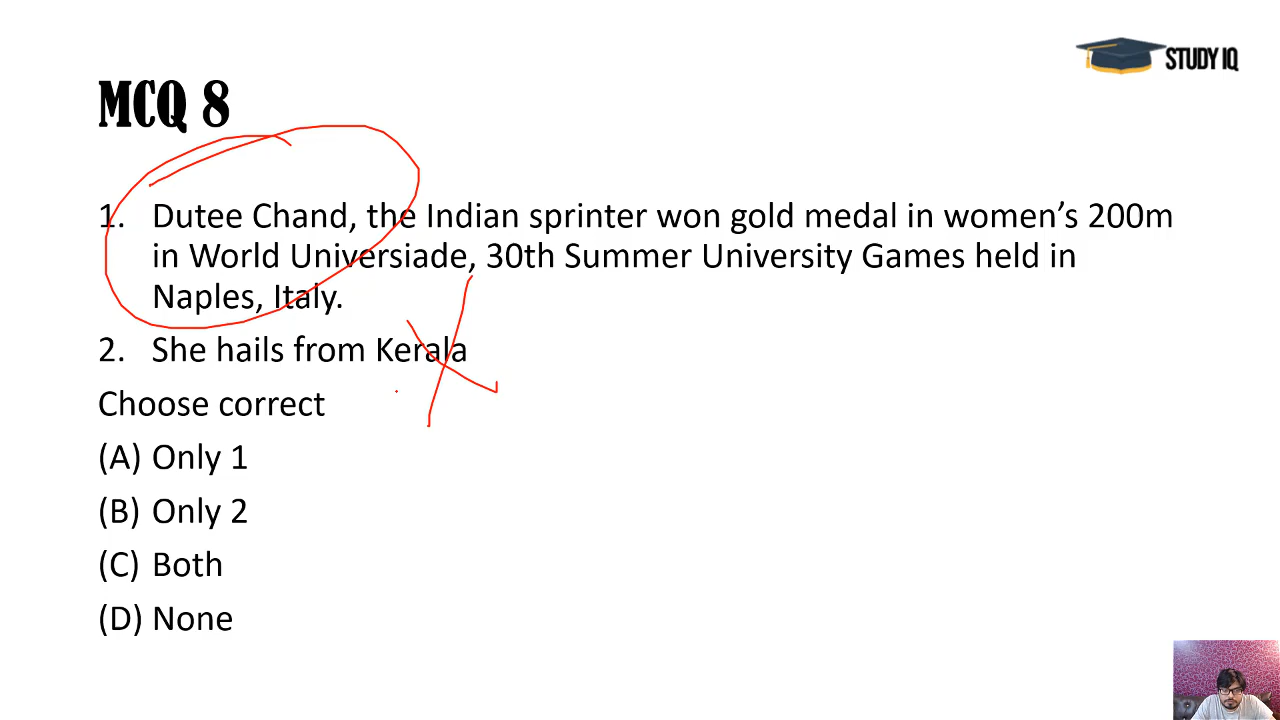 STUDY IQ
MCQ 8
1. Dutee Chand, the Indian sprinter won gold medal in women’s 200m
in World Universiade, 30th Summer University Games held in
Naples, Italy.
2. She hails from Kerala
Choose correct
(A) Only 1
(B) Only 2
(C) Both
(D) None